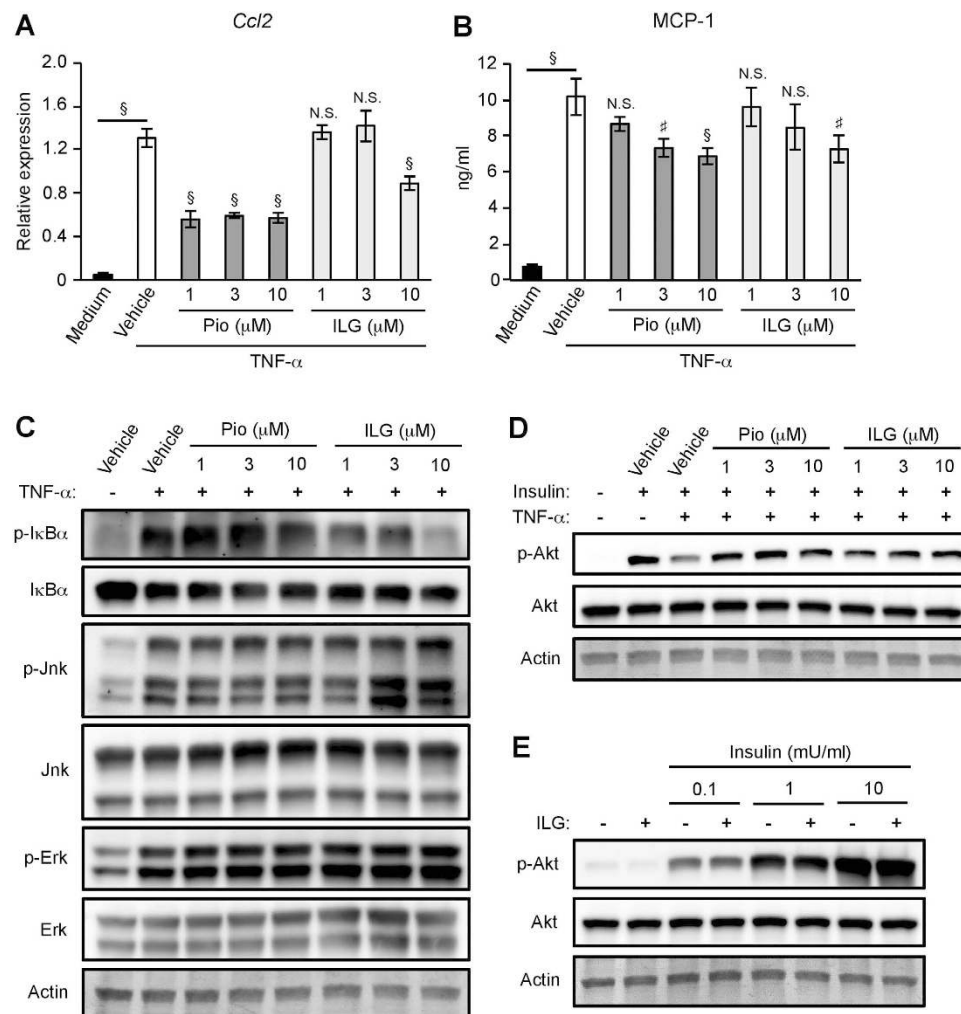 A
Ccl2
Relative expression
1.8
1.2
0.6
0
§
§
§
§
N.S.
N.S.
§
Medium
Vehicle
1 3 10 1 3 10
Pio (μM) ILG (μM)
TNF-α
B
MCP-1
ng/ml
12
10
8
6
4
2
0
§
N.S.
♯
§
N.S.
♯
Medium
Vehicle
1 3 10 1 3 10
Pio (μM) ILG (μM)
TNF-α
C
Vehicle Vehicle Pio (μM) ILG (μM)
1 3 10 1 3 10
TNF-α: - + + + + + + +
p-IκBα
IκBα
p-Jnk
Jnk
p-Erk
Erk
Actin
D
Vehicle Vehicle Pio (μM) ILG (μM)
1 3 10 1 3 10
Insulin: - + + + + + + + +
TNF-α: - - + + + + + + +
p-Akt
Akt
Actin
E
Insulin (mU/ml)
0.1 1 10
ILG: - + - + - + - +
p-Akt
Akt
Actin